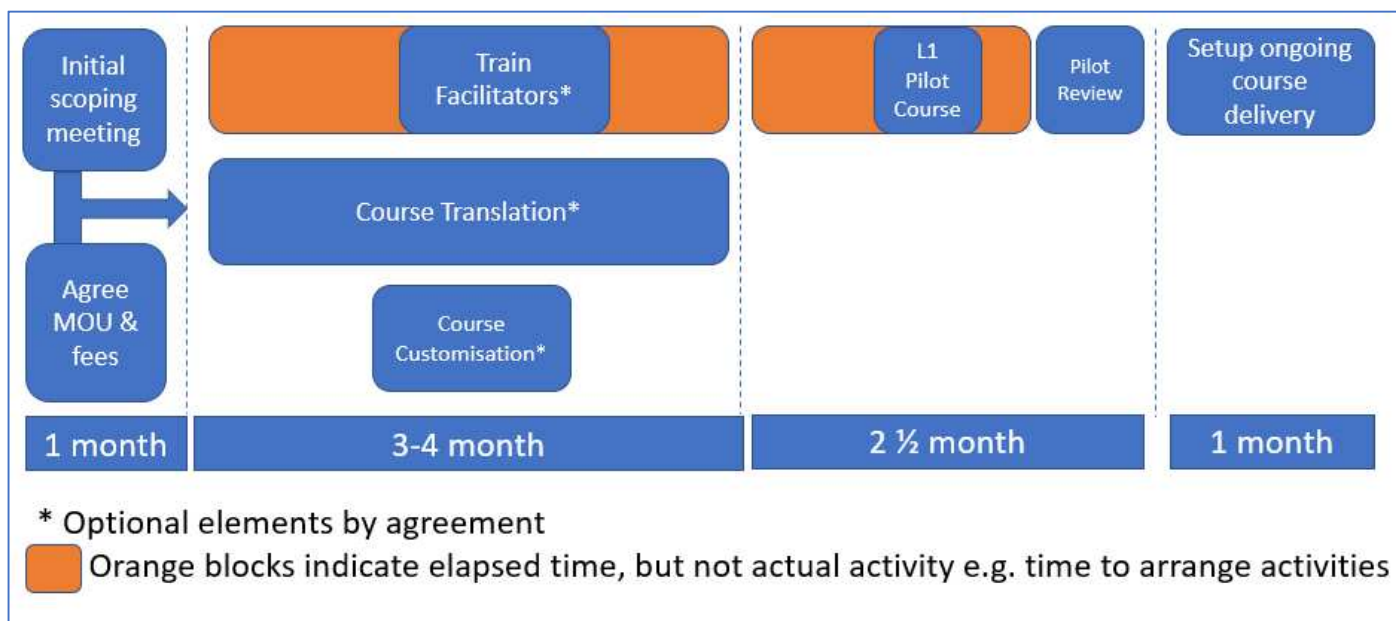 Initial
scoping
meeting
Agree
MOU &
fees
Train
Facilitators*
Course Translation*
Course
Customisation*
L1
Pilot
Course
Pilot
Review
Setup ongoing
course
delivery
1 month
3-4 month
2 ½ month
1 month
* Optional elements by agreement
Orange blocks indicate elapsed time, but not actual activity e.g. time to arrange activities